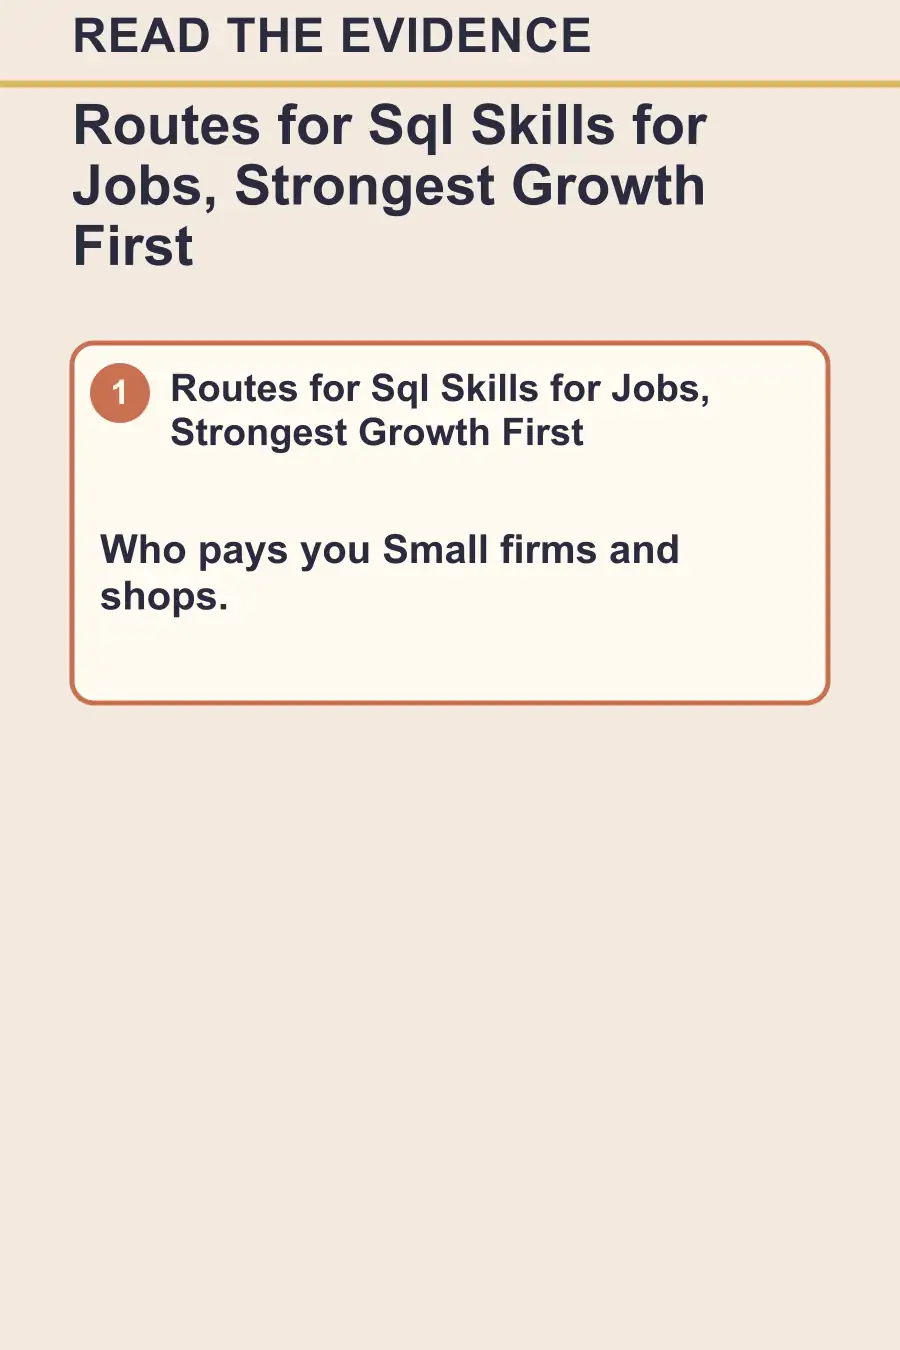 READ THE EVIDENCE
Routes for Sql Skills for
Jobs, Strongest Growth
First
1
Routes for Sql Skills for Jobs,
Strongest Growth First
Who pays you Small firms and
shops.